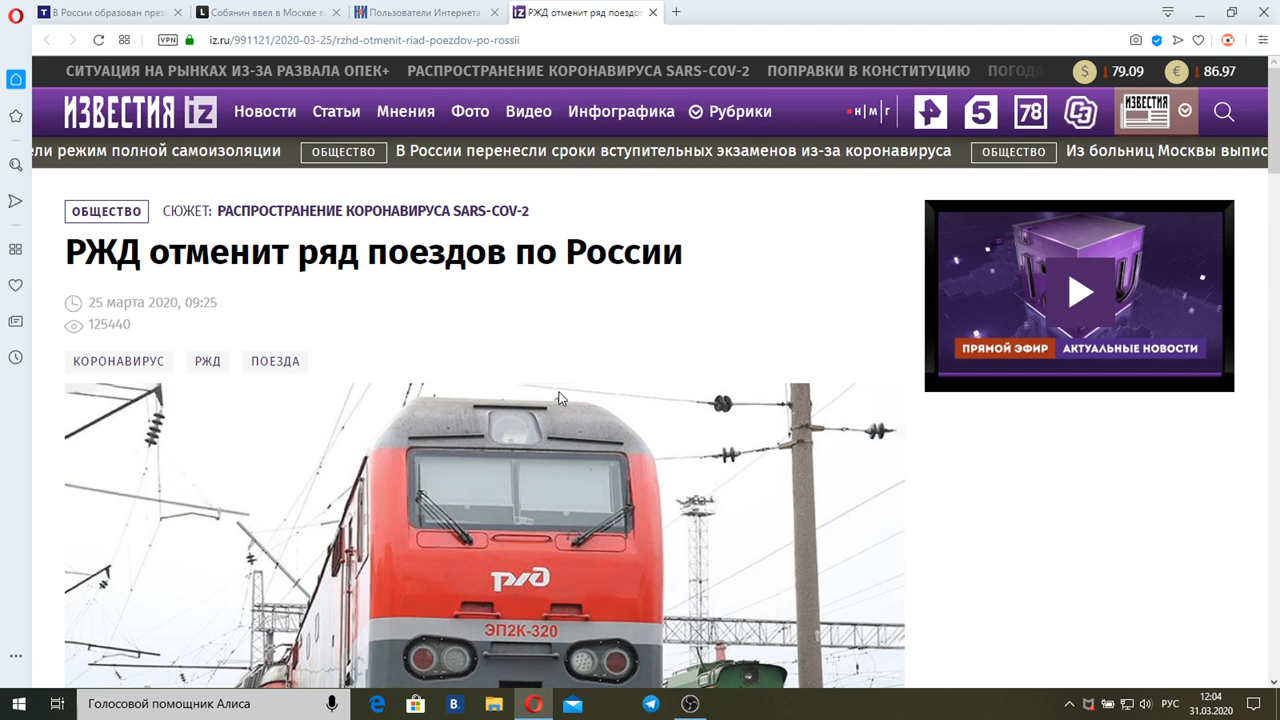 В России образован през
Собянин ввел в Москве в
Пользователи Интернета
РЖД отменит ряд поездов
VPN
iz.ru/991121/2020-03-25/rzhd-otmenit-riad-poezdov-po-rossii
СИТУАЦИЯ НА РЫНКАХ ИЗ-ЗА РАЗВАЛА ОПЕК+ РАСПРОСТРАНЕНИЕ КОРОНАВИРУСА SARS-COV-2 ПОПРАВКИ В КОНСТИТУЦИЮ ПОГОДА $ 79.09 € 86.97
ИЗВЕСТИЯ iz Новости Статьи Мнения Фото Видео Инфографика Рубрики н|м|г 5 78 ИЗВЕСТИЯ
ли режим полной самоизоляции ОБЩЕСТВО В России перенесли сроки вступительных экзаменов из-за коронавируса ОБЩЕСТВО Из больниц Москвы выпис
ОБЩЕСТВО СЮЖЕТ: РАСПРОСТРАНЕНИЕ КОРОНАВИРУСА SARS-COV-2
РЖД отменит ряд поездов по России
25 марта 2020, 09:25
125440
КОРОНАВИРУС РЖД ПОЕЗДА
ПРЯМОЙ ЭФИР АКТУАЛЬНЫЕ НОВОСТИ
РЖД
ЭП2К-320
Голосовой помощник Алиса
РУС
12:04
31.03.2020